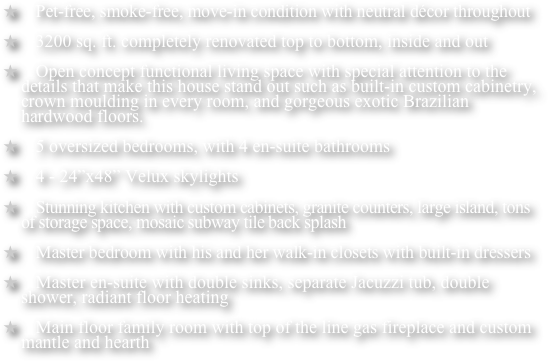 ★ Pet-free, smoke-free, move-in condition with neutral decor throughout
★ 3200 sq. ft. completely renovated top to bottom, inside and out
★ Open concept functional living space with special attention to the
details that make this house stand out such as built-in custom cabinetry,
crown moulding in every room, and gorgeous exotic Brazilian
hardwood floors.
★ 5 oversized bedrooms, with 4 en-suite bathrooms
★ 4 - 24”x48” Velux skylights
★ Stunning kitchen with custom cabinets, granite counters, large island, tons
of storage space, mosaic subway tile back splash
★ Master bedroom with his and her walk-in closets with built-in dressers
★ Master en-suite with double sinks, separate Jacuzzi tub, double
shower, radiant floor heating
★ Main floor family room with top of the line gas fireplace and custom
mantle and hearth